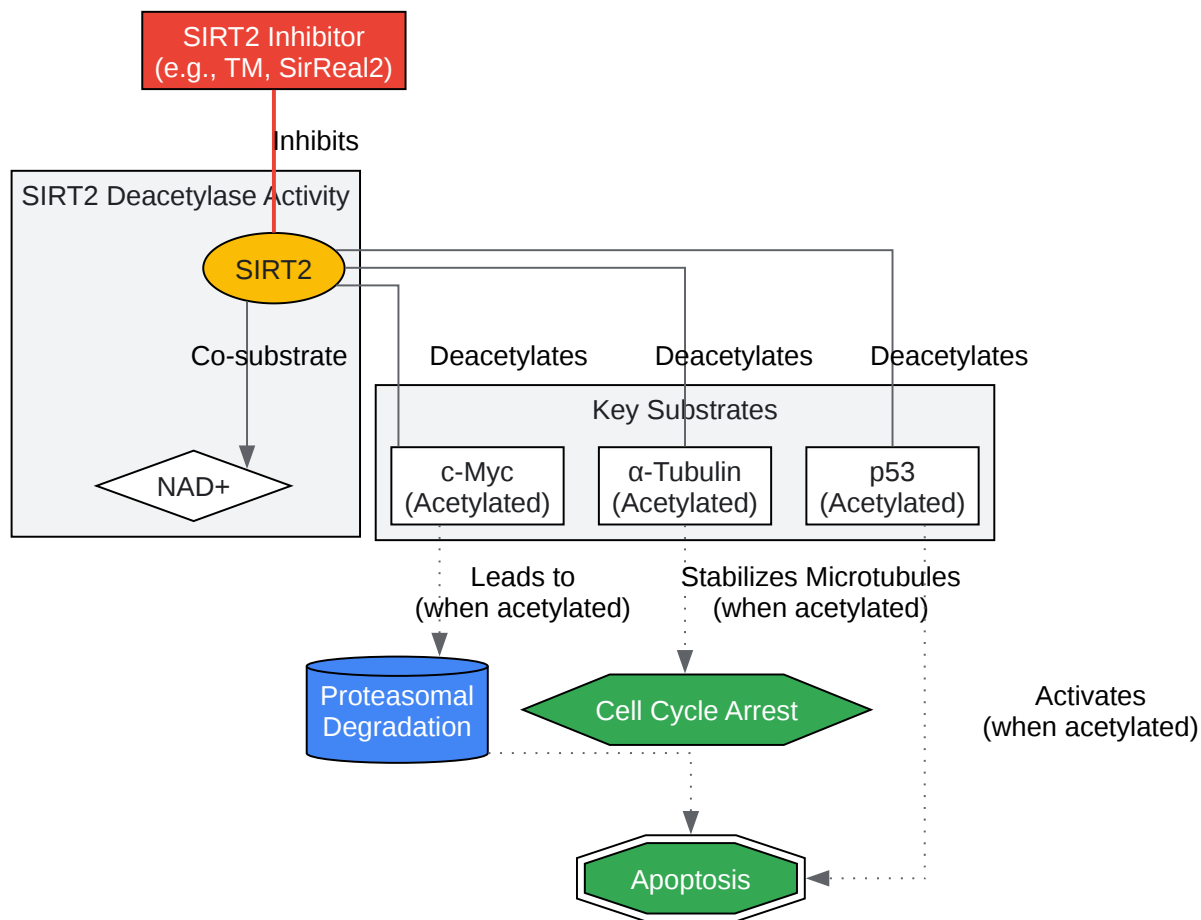 SIRT2 Inhibitor
(e.g., TM, SirReal2)
Inhibits
SIRT2 Deacetylase Activity
SIRT2
Co-substrate
Deacetylates
Deacetylates
Deacetylates
Key Substrates
NAD+
c-Myc
(Acetylated)
α-Tubulin
(Acetylated)
p53
(Acetylated)
Leads to
(when acetylated)
Stabilizes Microtubules
(when acetylated)
Proteasomal
Degradation
Cell Cycle Arrest
Activates
(when acetylated)
Apoptosis